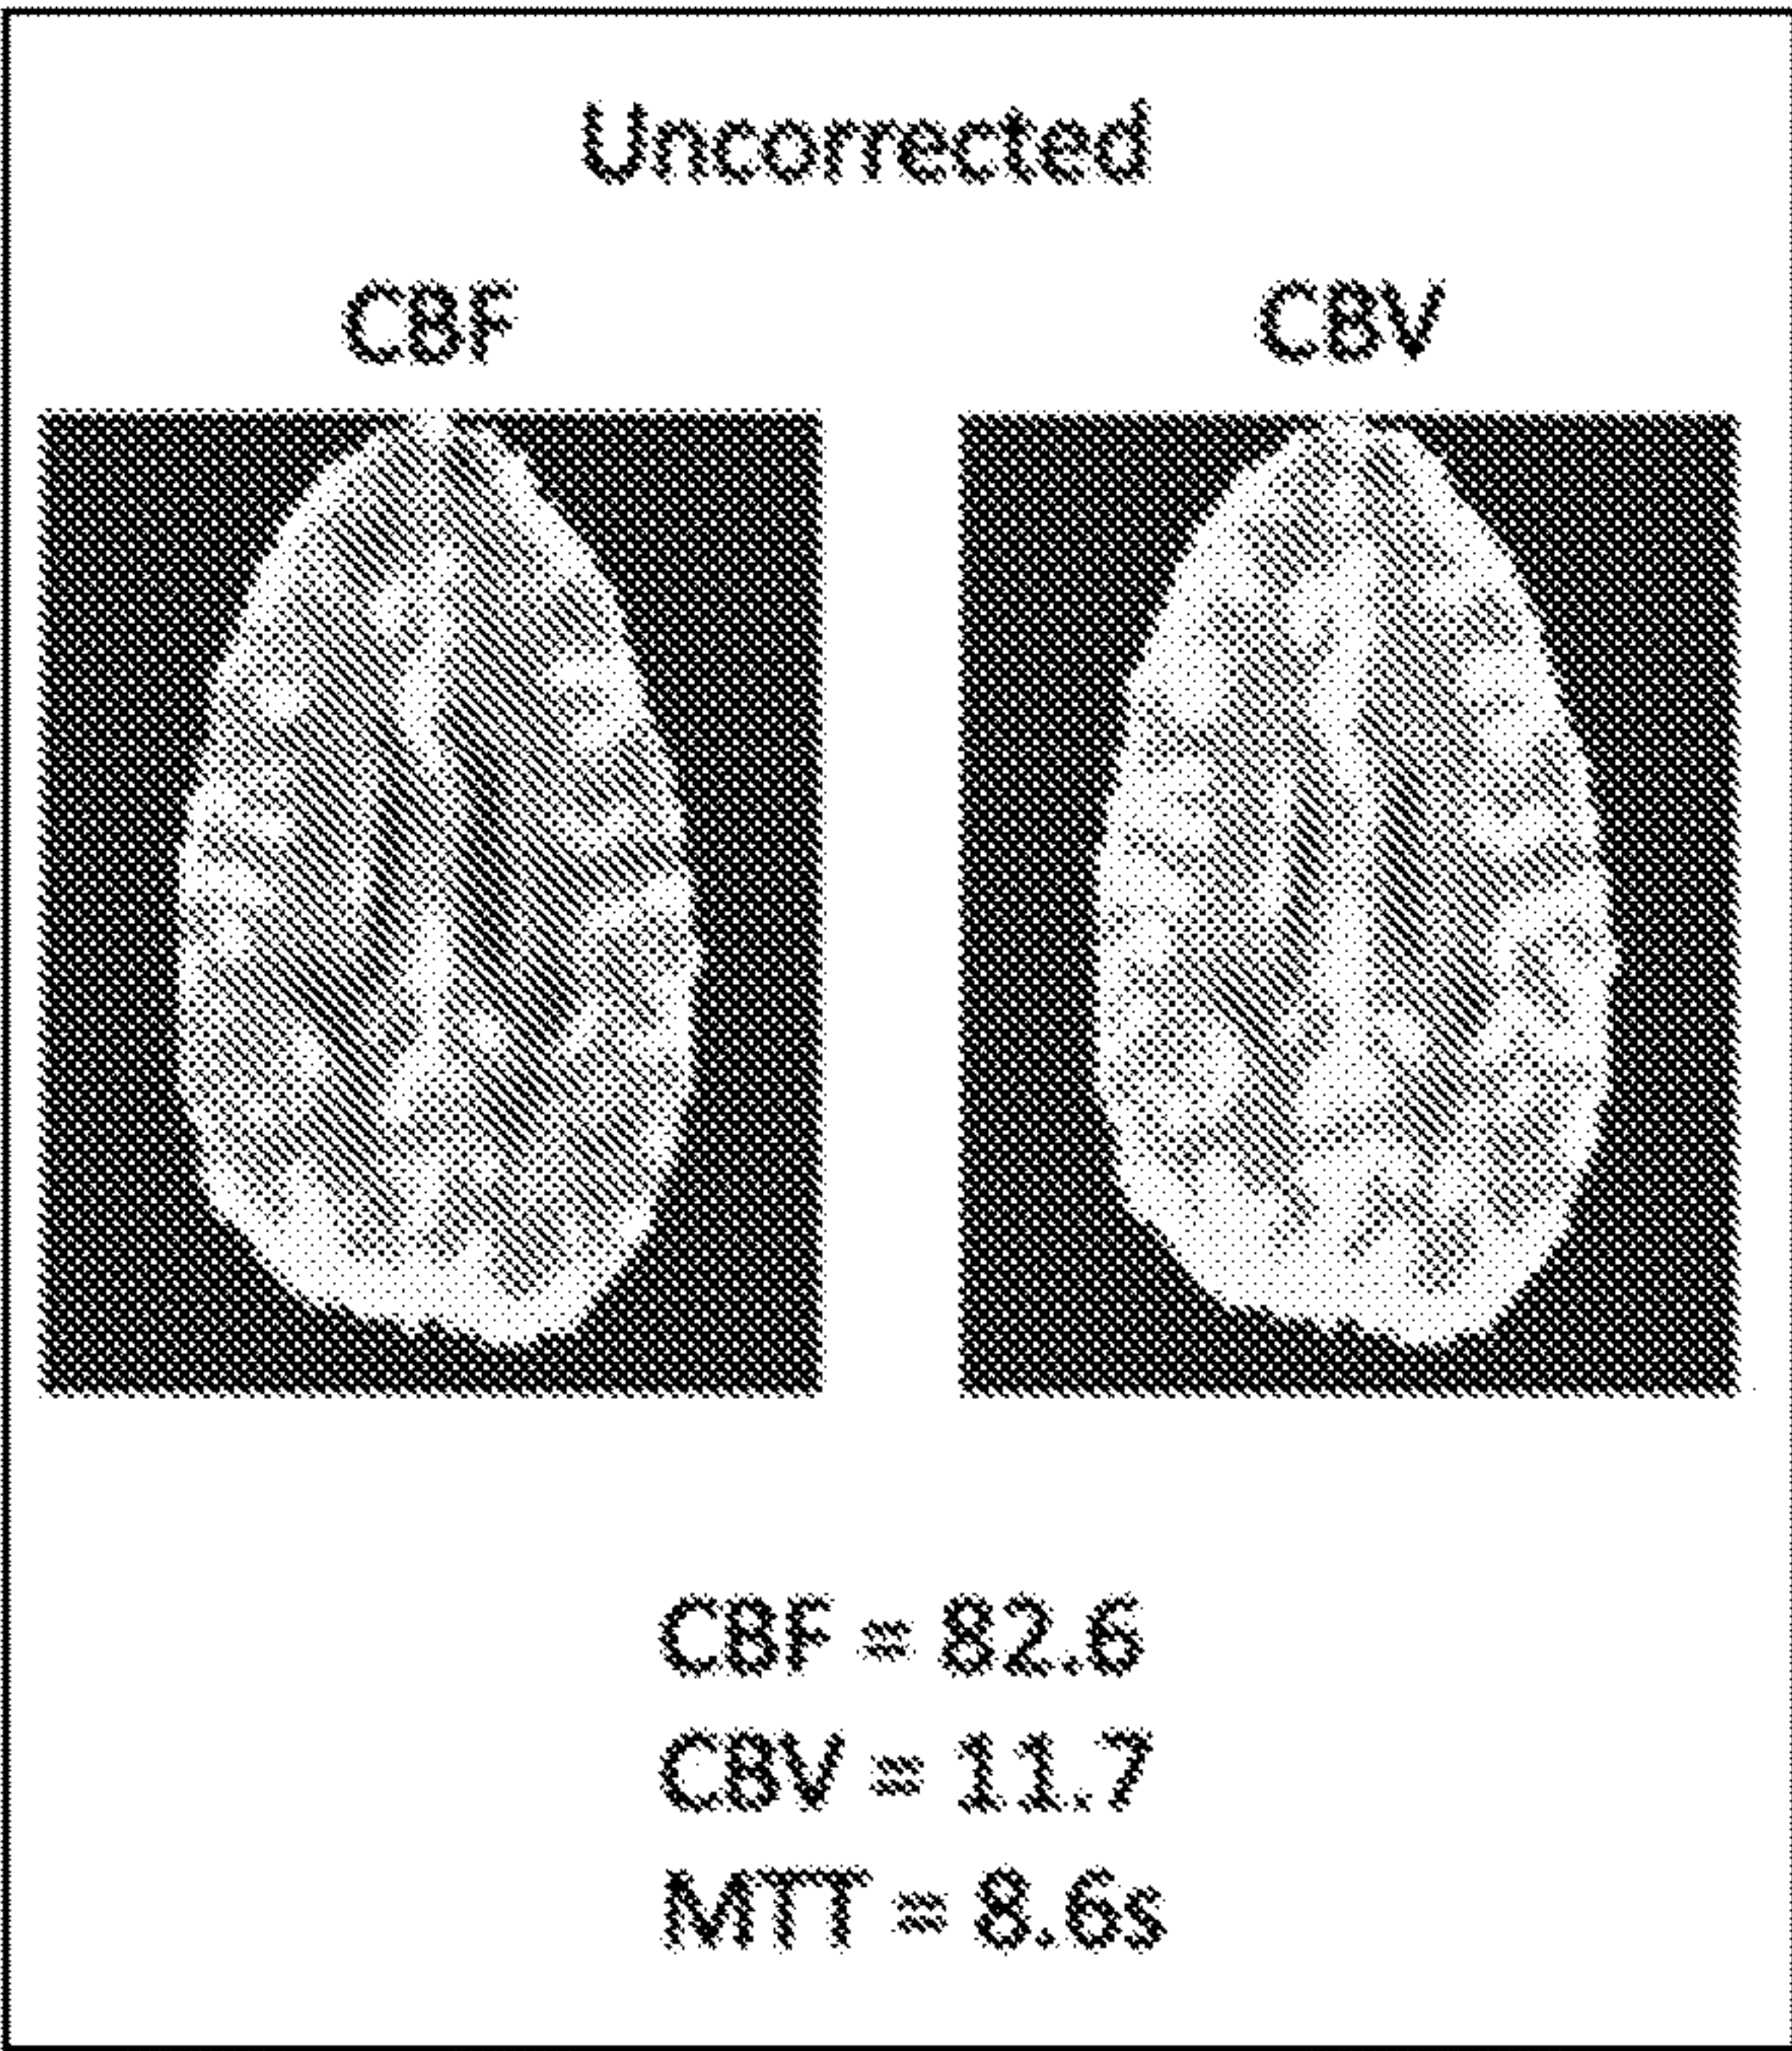 Uncorrected
CBF CBV
CBF = 82.6
CBV = 11.7
MTT = 8.6s